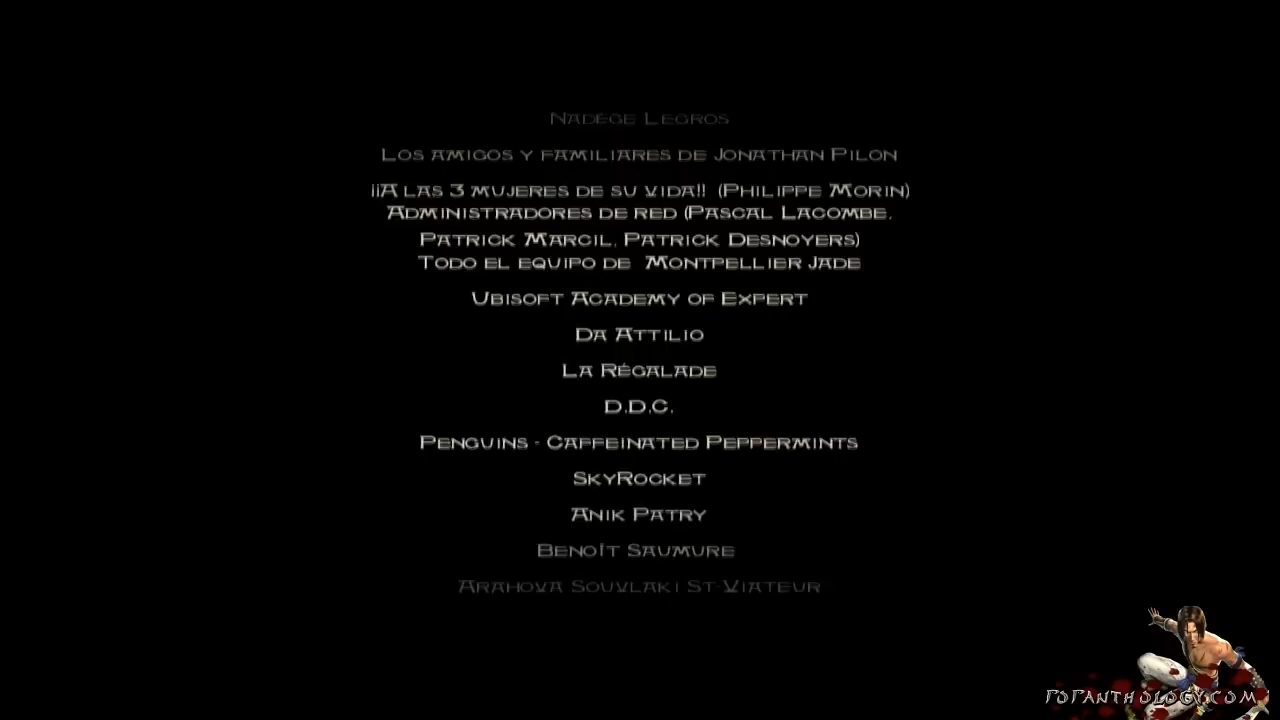 Nadège Legros
Los amigos y familiares de Jonathan Pilon
¡¡A las 3 mujeres de su vida!! (Philippe Morin)
Administradores de red (Pascal Lacombe,
Patrick Marcil, Patrick Desnoyers)
Todo el equipo de Montpellier Jade
Ubisoft Academy of Expert
Da Attilio
La Régalade
D.D.C.
Penguins - Caffeinated Peppermints
SkyRocket
Anik Patry
Benoît Saumure
Arahova Souvlaki St-Viateur
PoPAnthology.com